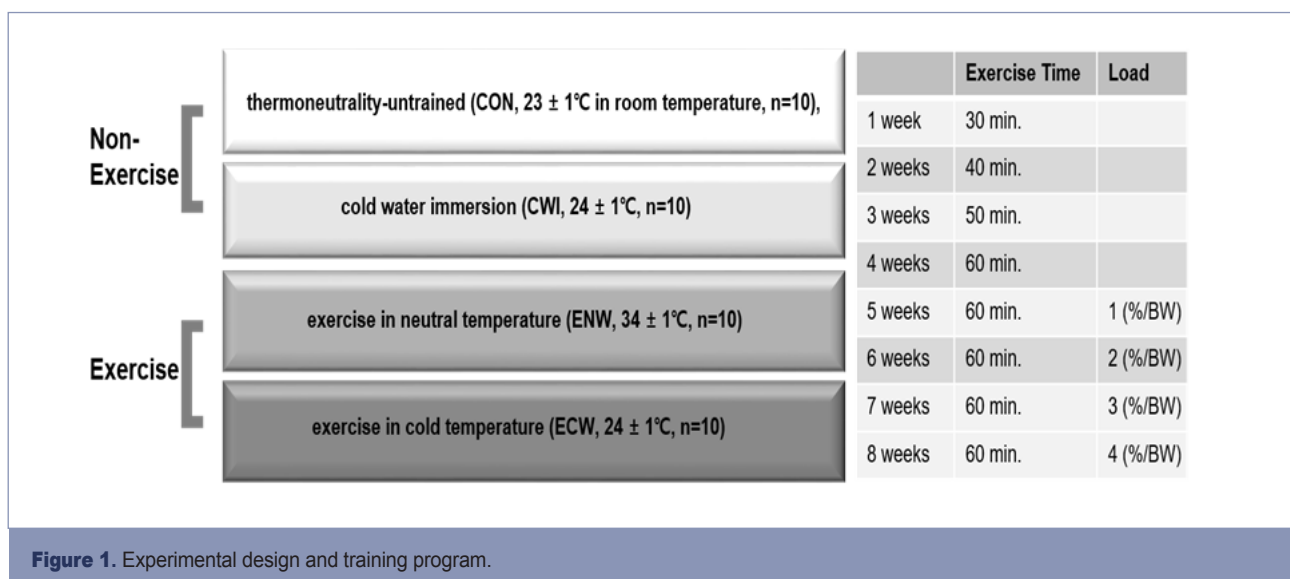 Non-
Exercise
thermoneutrality-untrained (CON, 23 ± 1℃ in room temperature, n=10),
cold water immersion (CWI, 24 ± 1℃, n=10)
Exercise
exercise in neutral temperature (ENW, 34 ± 1℃, n=10)
exercise in cold temperature (ECW, 24 ± 1℃, n=10)
Exercise Time Load
1 week 30 min.
2 weeks 40 min.
3 weeks 50 min.
4 weeks 60 min.
5 weeks 60 min. 1 (%/BW)
6 weeks 60 min. 2 (%/BW)
7 weeks 60 min. 3 (%/BW)
8 weeks 60 min. 4 (%/BW)
Figure 1. Experimental design and training program.